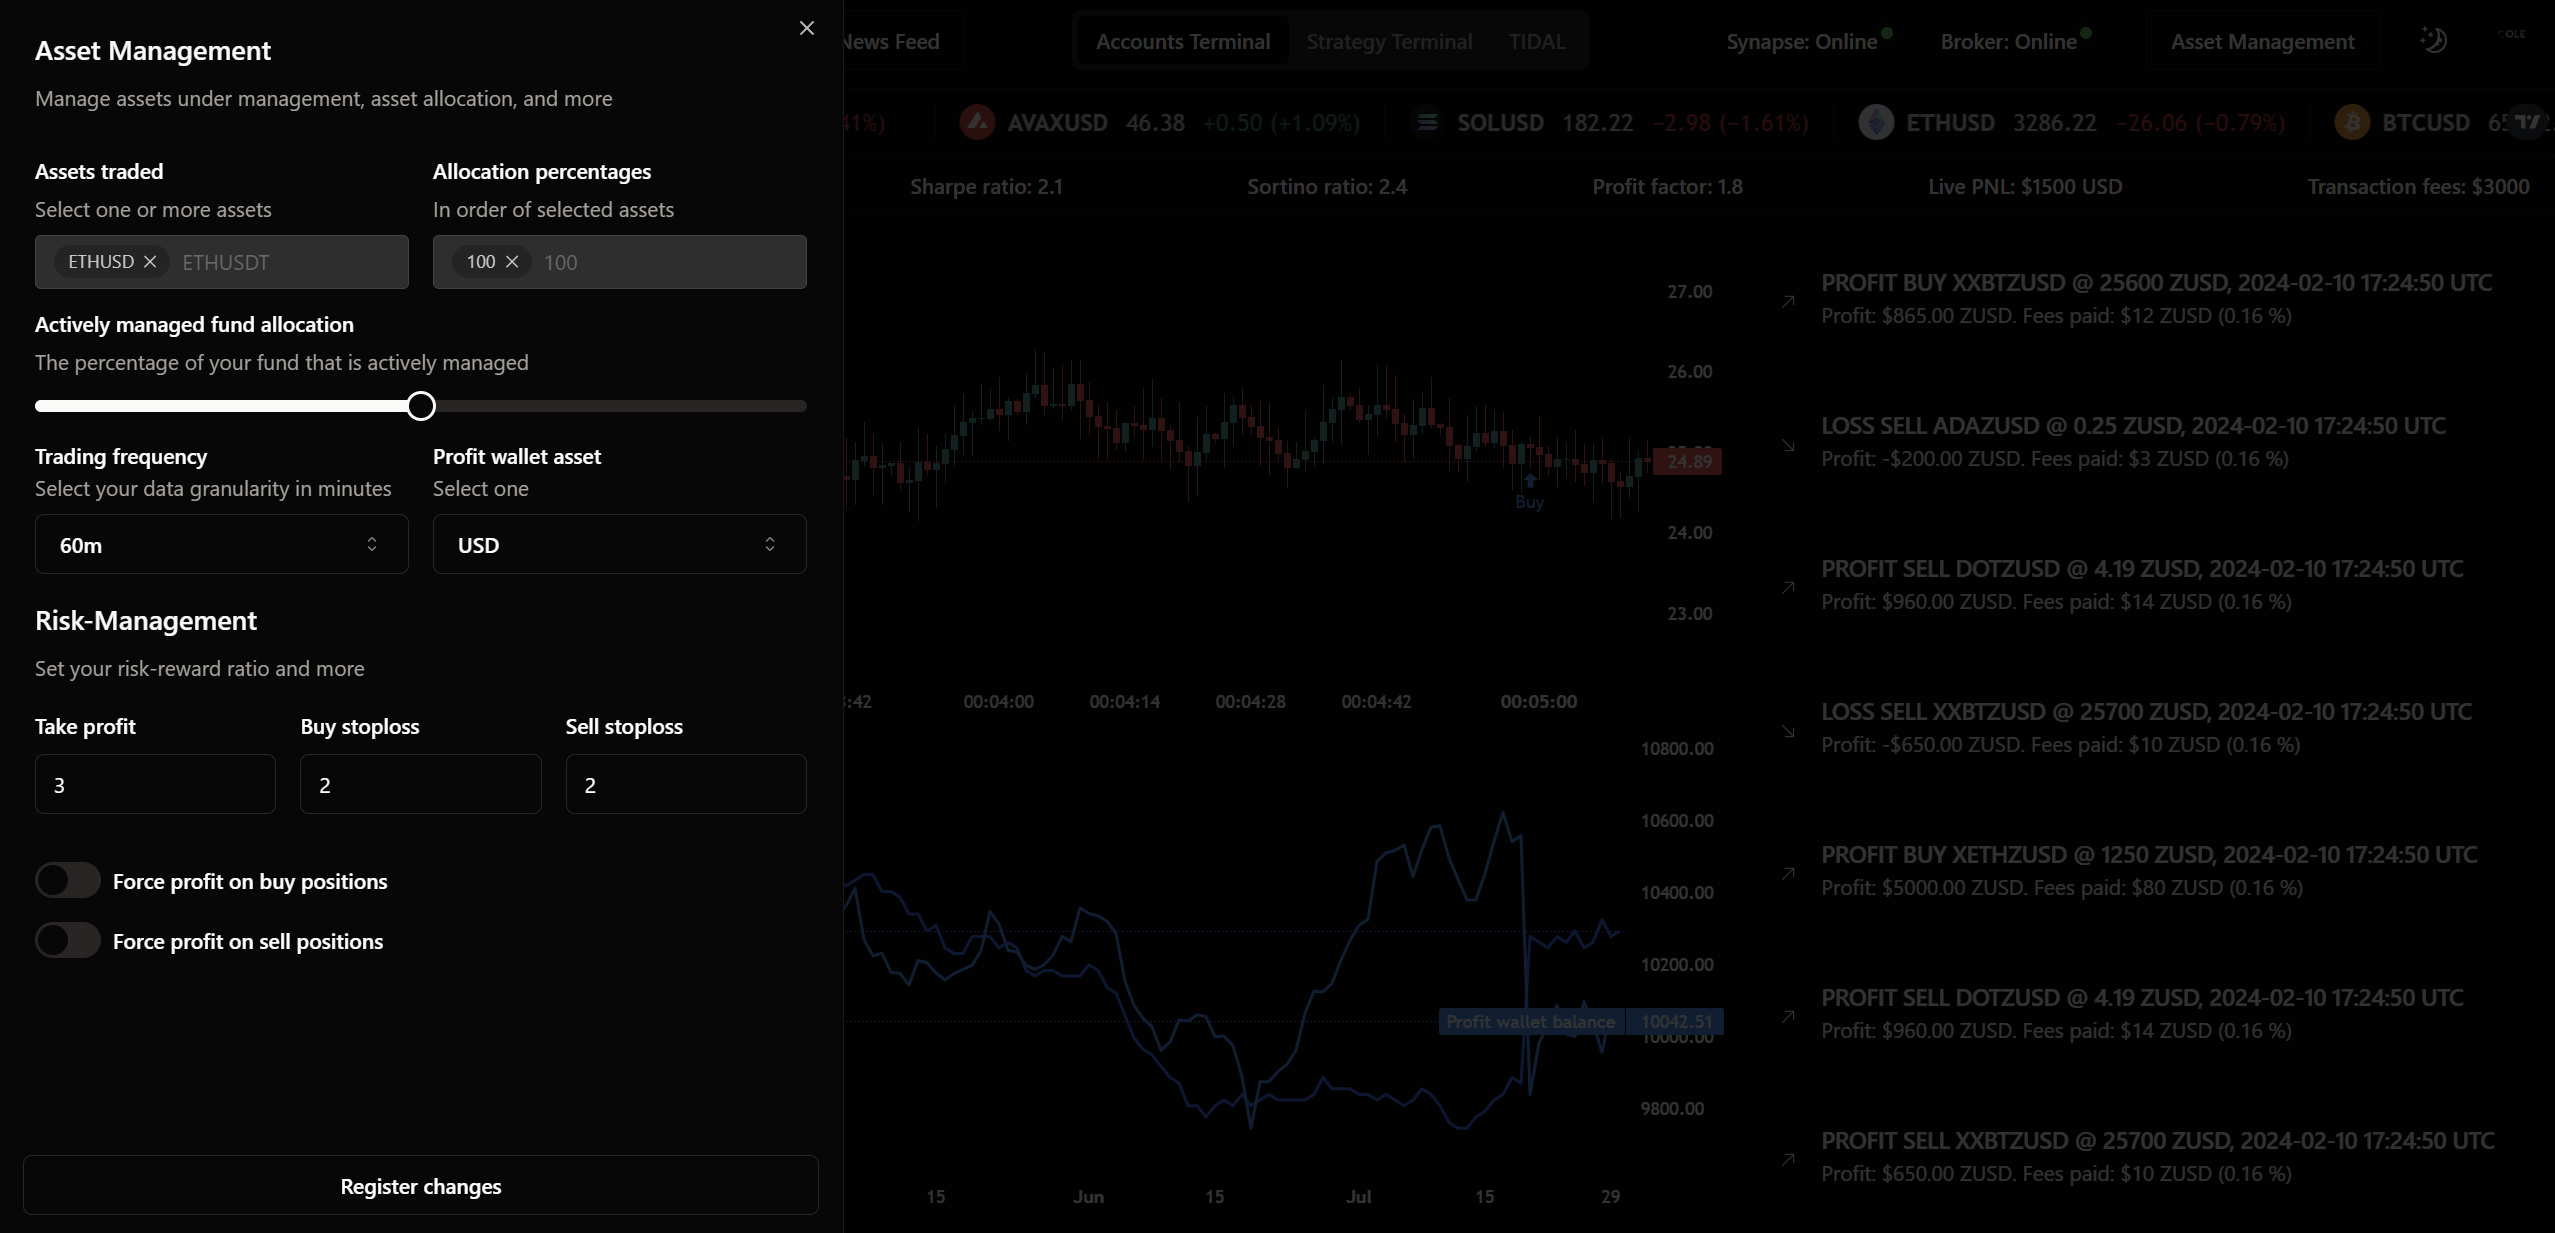 Asset Management
Manage assets under management, asset allocation, and more
Assets traded
Select one or more assets
ETHUSD ETHUSDT
Allocation percentages
In order of selected assets
100 100
Actively managed fund allocation
The percentage of your fund that is actively managed
Trading frequency
Select your data granularity in minutes
60m
Profit wallet asset
Select one
USD
Risk-Management
Set your risk-reward ratio and more
Take profit
3
Buy stoploss
2
Sell stoploss
2
Force profit on buy positions
Force profit on sell positions
Register changes
News Feed
Accounts Terminal Strategy Terminal TIDAL
Synapse: Online Broker: Online
Asset Management
41%)
AVAXUSD 46.38 +0.50 (+1.09%)
SOLUSD 182.22 −2.98 (−1.61%)
ETHUSD 3286.22 −26.06 (−0.79%)
BTCUSD
Sharpe ratio: 2.1
Sortino ratio: 2.4
Profit factor: 1.8
Live PNL: $1500 USD
Transaction fees: $3000
27.00
26.00
24.89
24.00
23.00
Buy
:42 00:04:00 00:04:14 00:04:28 00:04:42 00:05:00
10800.00
10600.00
10400.00
10200.00
Profit wallet balance 10042.51
10000.00
9800.00
15 Jun 15 Jul 15 29
PROFIT BUY XXBTZUSD @ 25600 ZUSD, 2024-02-10 17:24:50 UTC
Profit: $865.00 ZUSD. Fees paid: $12 ZUSD (0.16 %)
LOSS SELL ADAZUSD @ 0.25 ZUSD, 2024-02-10 17:24:50 UTC
Profit: -$200.00 ZUSD. Fees paid: $3 ZUSD (0.16 %)
PROFIT SELL DOTZUSD @ 4.19 ZUSD, 2024-02-10 17:24:50 UTC
Profit: $960.00 ZUSD. Fees paid: $14 ZUSD (0.16 %)
LOSS SELL XXBTZUSD @ 25700 ZUSD, 2024-02-10 17:24:50 UTC
Profit: -$650.00 ZUSD. Fees paid: $10 ZUSD (0.16 %)
PROFIT BUY XETHZUSD @ 1250 ZUSD, 2024-02-10 17:24:50 UTC
Profit: $5000.00 ZUSD. Fees paid: $80 ZUSD (0.16 %)
PROFIT SELL DOTZUSD @ 4.19 ZUSD, 2024-02-10 17:24:50 UTC
Profit: $960.00 ZUSD. Fees paid: $14 ZUSD (0.16 %)
PROFIT SELL XXBTZUSD @ 25700 ZUSD, 2024-02-10 17:24:50 UTC
Profit: $650.00 ZUSD. Fees paid: $10 ZUSD (0.16 %)